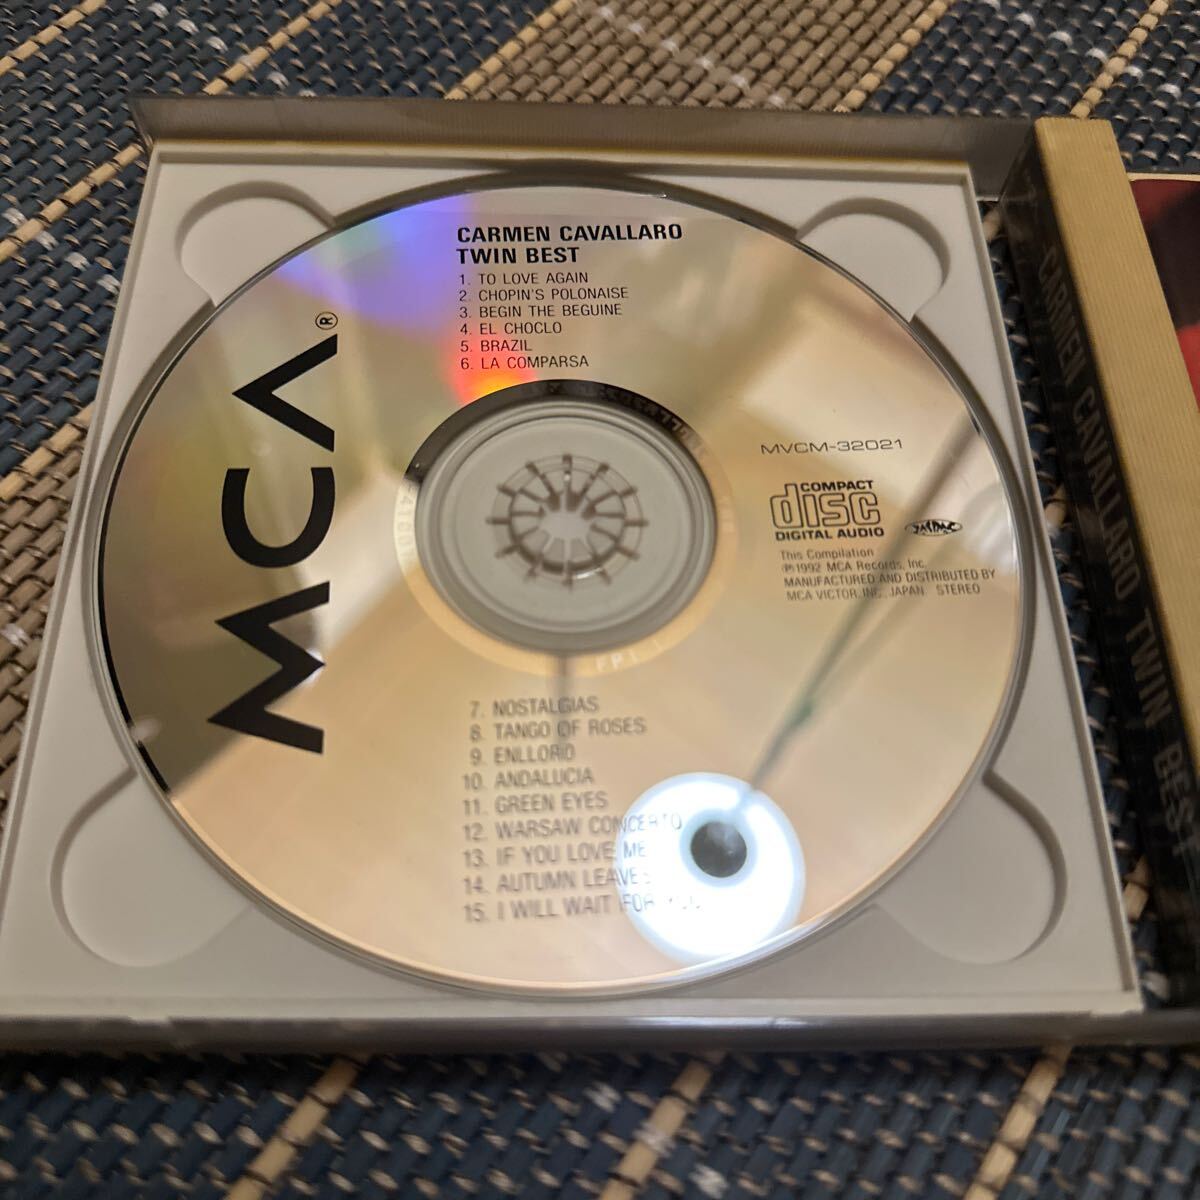 CARMEN CAVALLARO
TWIN BEST
1. TO LOVE AGAIN
2. CHOPIN'S POLONAISE
3. BEGIN THE BEGUINE
4. EL CHOCLO
5. BRAZIL
6. LA COMPARSA
MCA®
MVCM-32021
COMPACT
disc
DIGITAL AUDIO
This Compilation
℗1992 MCA Records, Inc.
MANUFACTURED AND DISTRIBUTED BY
MCA VICTOR, INC., JAPAN STEREO
7. NOSTALGIAS
8. TANGO OF ROSES
9. ENLLORO
10. ANDALUCIA
11. GREEN EYES
12. WARSAW CONCERTO
13. IF YOU LOVE ME
14. AUTUMN LEAVES
15. I WILL WAIT FOR YOU
CARMEN CAVALLARO TWIN BEST